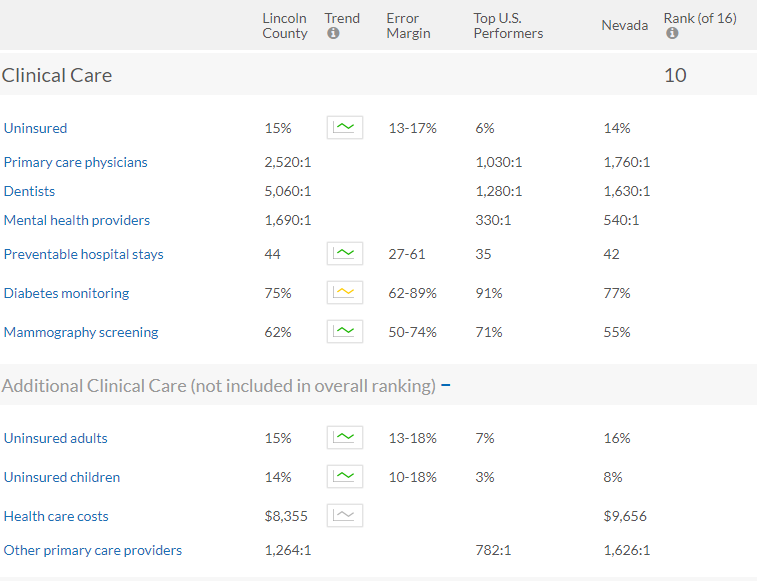 Lincoln County Trend Error Margin Top U.S. Performers Nevada Rank (of 16)
Clinical Care 10
Uninsured 15% 13-17% 6% 14%
Primary care physicians 2,520:1 1,030:1 1,760:1
Dentists 5,060:1 1,280:1 1,630:1
Mental health providers 1,690:1 330:1 540:1
Preventable hospital stays 44 27-61 35 42
Diabetes monitoring 75% 62-89% 91% 77%
Mammography screening 62% 50-74% 71% 55%
Additional Clinical Care (not included in overall ranking) –
Uninsured adults 15% 13-18% 7% 16%
Uninsured children 14% 10-18% 3% 8%
Health care costs $8,355 $9,656
Other primary care providers 1,264:1 782:1 1,626:1